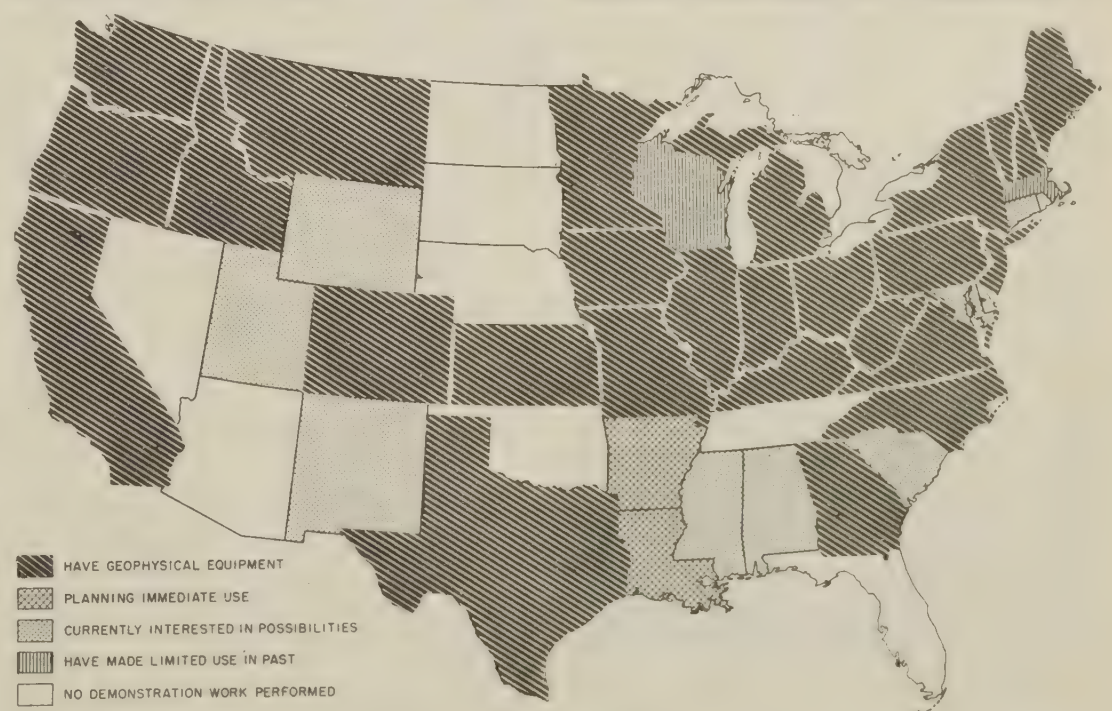 HAVE GEOPHYSICAL EQUIPMENT
PLANNING IMMEDIATE USE
CURRENTLY INTERESTED IN POSSIBILITIES
HAVE MADE LIMITED USE IN PAST
NO DEMONSTRATION WORK PERFORMED